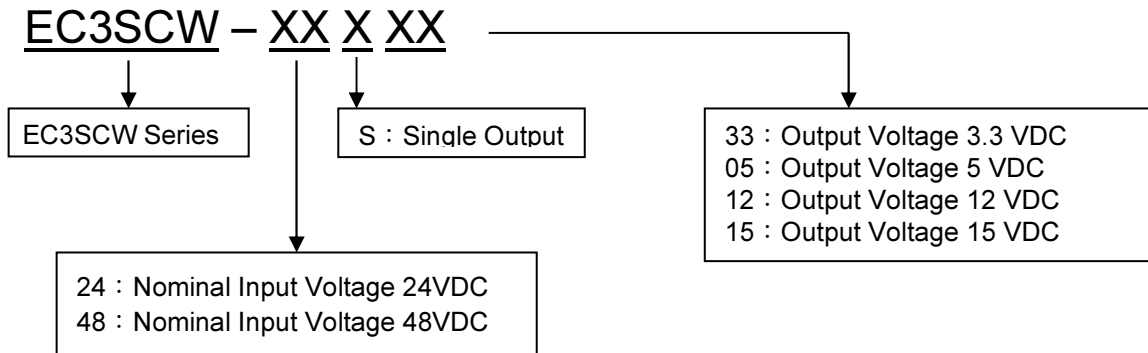 EC3SCW – XX X XX
EC3SCW Series
S：Single Output
33：Output Voltage 3.3 VDC
05：Output Voltage 5 VDC
12：Output Voltage 12 VDC
15：Output Voltage 15 VDC
24：Nominal Input Voltage 24VDC
48：Nominal Input Voltage 48VDC